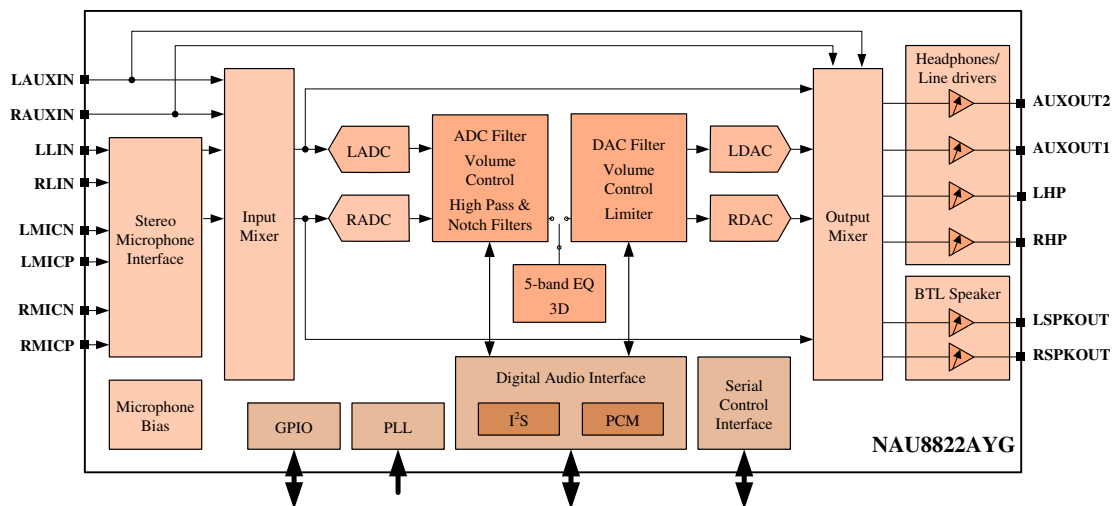 LAUXIN
RAUXIN
LLIN
RLIN
LMICN
LMICP
RMICN
RMICP
Stereo
Microphone
Interface
Microphone
Bias
Input
Mixer
LADC
RADC
ADC Filter
Volume
Control
High Pass &
Notch Filters
DAC Filter
Volume
Control
Limiter
5-band EQ
3D
LDAC
RDAC
Output
Mixer
Headphones/
Line drivers
BTL Speaker
AUXOUT2
AUXOUT1
LHP
RHP
LSPKOUT
RSPKOUT
GPIO
PLL
Digital Audio Interface
I²S
PCM
Serial
Control
Interface
NAU8822AYG